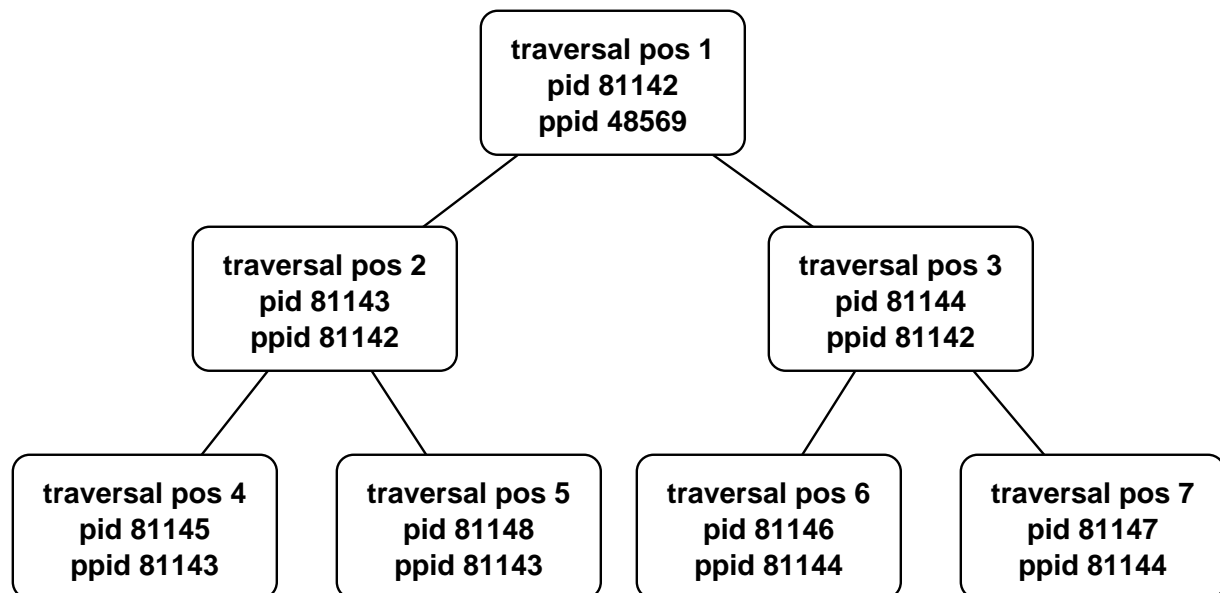 traversal pos 1
pid 81142
ppid 48569
traversal pos 2
pid 81143
ppid 81142
traversal pos 3
pid 81144
ppid 81142
traversal pos 4
pid 81145
ppid 81143
traversal pos 5
pid 81148
ppid 81143
traversal pos 6
pid 81146
ppid 81144
traversal pos 7
pid 81147
ppid 81144